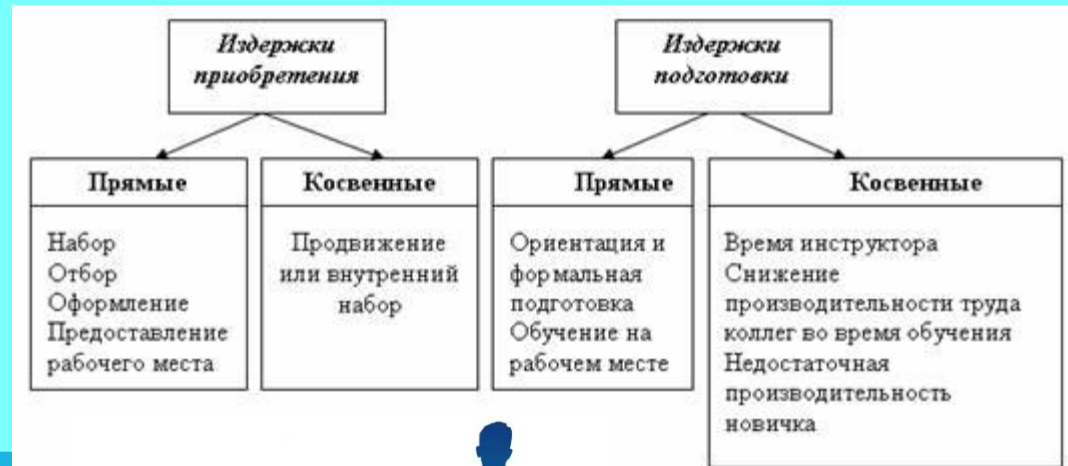 Издержки
приобретения
Издержки
подготовки
Прямые
Набор
Отбор
Оформление
Предоставление
рабочего места
Косвенные
Продвижение
или внутренний
набор
Прямые
Ориентация и
формальная
подготовка
Обучение на
рабочем месте
Косвенные
Время инструктора
Снижение
производительности труда
коллег во время обучения
Недостаточная
производительность
новичка